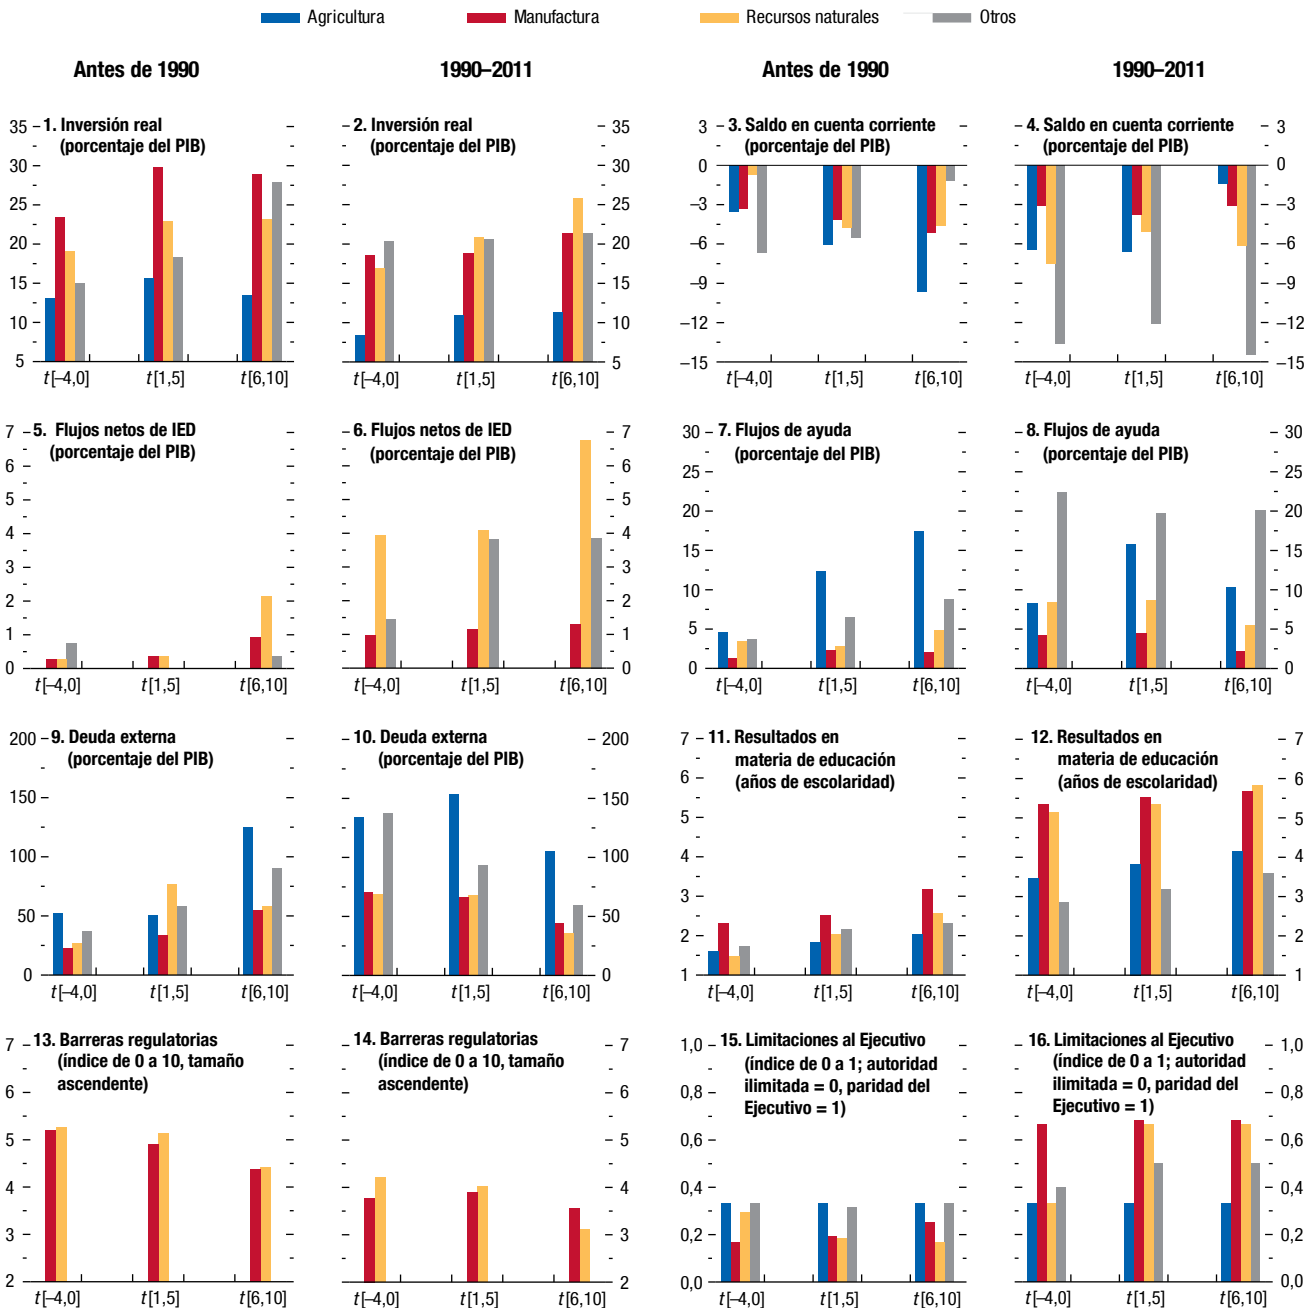 Agricultura
Manufactura
Recursos naturales
Otros
Antes de 1990
1990–2011
Antes de 1990
1990–2011
1. Inversión real
(porcentaje del PIB)
35
30
25
20
15
10
5
t[–4,0]
t[1,5]
t[6,10]
2. Inversión real
(porcentaje del PIB)
35
30
25
20
15
10
5
t[–4,0]
t[1,5]
t[6,10]
3. Saldo en cuenta corriente
(porcentaje del PIB)
3
0
–3
–6
–9
–12
–15
t[–4,0]
t[1,5]
t[6,10]
4. Saldo en cuenta corriente
(porcentaje del PIB)
3
0
–3
–6
–9
–12
–15
t[–4,0]
t[1,5]
t[6,10]
5. Flujos netos de IED
(porcentaje del PIB)
7
6
5
4
3
2
1
0
t[–4,0]
t[1,5]
t[6,10]
6. Flujos netos de IED
(porcentaje del PIB)
7
6
5
4
3
2
1
0
t[–4,0]
t[1,5]
t[6,10]
7. Flujos de ayuda
(porcentaje del PIB)
30
25
20
15
10
5
0
t[–4,0]
t[1,5]
t[6,10]
8. Flujos de ayuda
(porcentaje del PIB)
30
25
20
15
10
5
0
t[–4,0]
t[1,5]
t[6,10]
9. Deuda externa
(porcentaje del PIB)
200
150
100
50
0
t[–4,0]
t[1,5]
t[6,10]
10. Deuda externa
(porcentaje del PIB)
200
150
100
50
0
t[–4,0]
t[1,5]
t[6,10]
11. Resultados en
materia de educación
(años de escolaridad)
7
6
5
4
3
2
1
t[–4,0]
t[1,5]
t[6,10]
12. Resultados en
materia de educación
(años de escolaridad)
7
6
5
4
3
2
1
t[–4,0]
t[1,5]
t[6,10]
13. Barreras regulatorias
(índice de 0 a 10, tamaño
ascendente)
7
6
5
4
3
2
t[–4,0]
t[1,5]
t[6,10]
14. Barreras regulatorias
(índice de 0 a 10, tamaño
ascendente)
7
6
5
4
3
2
t[–4,0]
t[1,5]
t[6,10]
15. Limitaciones al Ejecutivo
(índice de 0 a 1; autoridad
ilimitada = 0, paridad del
Ejecutivo = 1)
1,0
0,8
0,6
0,4
0,2
0,0
t[–4,0]
t[1,5]
t[6,10]
16. Limitaciones al Ejecutivo
(índice de 0 a 1; autoridad
ilimitada = 0, paridad del
Ejecutivo = 1)
1,0
0,8
0,6
0,4
0,2
0,0
t[–4,0]
t[1,5]
t[6,10]